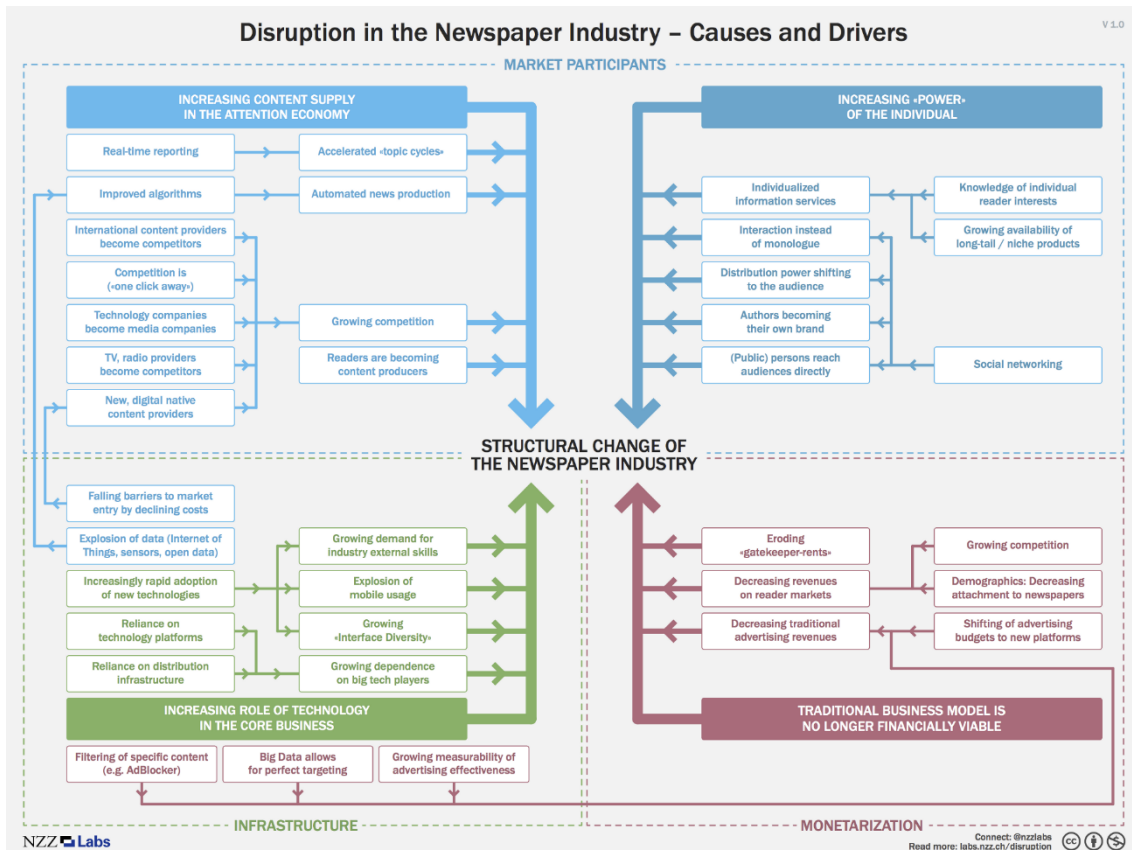 Disruption in the Newspaper Industry – Causes and Drivers
V 1.0
MARKET PARTICIPANTS
INCREASING CONTENT SUPPLY
IN THE ATTENTION ECONOMY
Real-time reporting
Accelerated «topic cycles»
Improved algorithms
Automated news production
International content providers
become competitors
Competition is
(«one click away»)
Technology companies
become media companies
Growing competition
TV, radio providers
become competitors
Readers are becoming
content producers
New, digital native
content providers
INCREASING «POWER»
OF THE INDIVIDUAL
Individualized
information services
Knowledge of individual
reader interests
Interaction instead
of monologue
Growing availability of
long-tail / niche products
Distribution power shifting
to the audience
Authors becoming
their own brand
(Public) persons reach
audiences directly
Social networking
STRUCTURAL CHANGE OF
THE NEWSPAPER INDUSTRY
Falling barriers to market
entry by declining costs
Explosion of data (Internet of
Things, sensors, open data)
Growing demand for
industry external skills
Increasingly rapid adoption
of new technologies
Explosion of
mobile usage
Reliance on
technology platforms
Growing
«Interface Diversity»
Reliance on distribution
infrastructure
Growing dependence
on big tech players
INCREASING ROLE OF TECHNOLOGY
IN THE CORE BUSINESS
Eroding
«gatekeeper-rents»
Growing competition
Decreasing revenues
on reader markets
Demographics: Decreasing
attachment to newspapers
Decreasing traditional
advertising revenues
Shifting of advertising
budgets to new platforms
TRADITIONAL BUSINESS MODEL IS
NO LONGER FINANCIALLY VIABLE
Filtering of specific content
(e.g. AdBlocker)
Big Data allows
for perfect targeting
Growing measurability of
advertising effectiveness
INFRASTRUCTURE
MONETARIZATION
NZZ Labs
Connect: @nzzlabs
Read more: labs.nzz.ch/disruption
cc